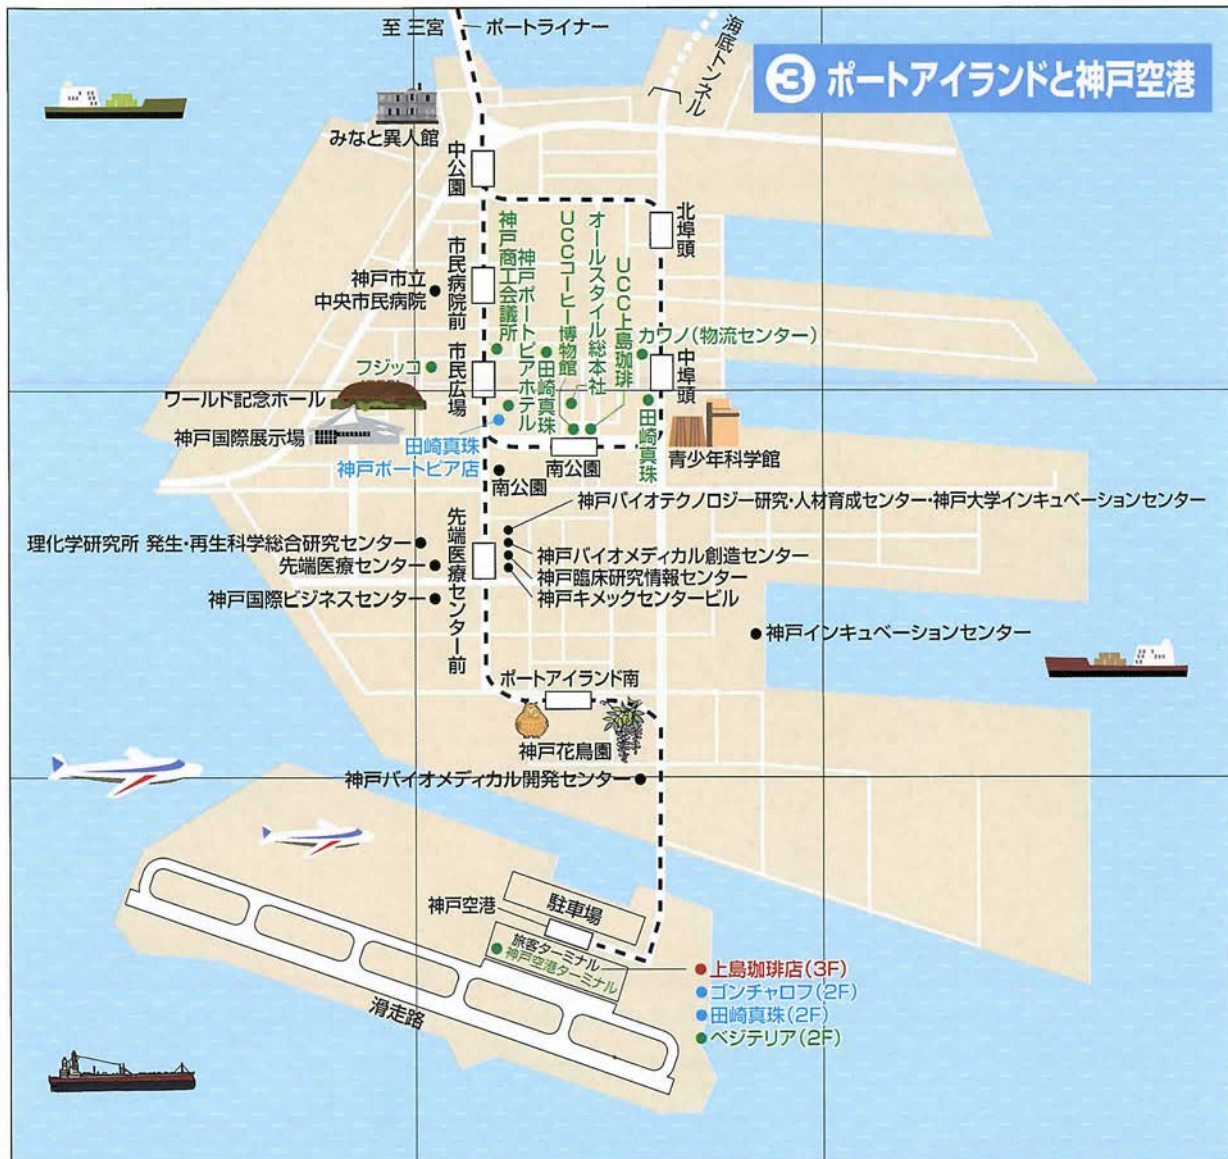 至 三宮
ポートライナー
海底トンネル
③ ポートアイランドと神戸空港
みなと異人館
中公園
北埠頭
神戸市立
中央市民病院
市民病院前
神戸商工会議所
神戸ポートピアホテル
田崎真珠
UCCコーヒー博物館
オールスタイル総本社
UCC上島珈琲
カワノ(物流センター)
中埠頭
フジッコ
市民広場
ワールド記念ホール
神戸国際展示場
田崎真珠
神戸ポートピア店
南公園
南公園
田崎真珠
青少年科学館
神戸バイオテクノロジー研究・人材育成センター・神戸大学インキュベーションセンター
理化学研究所 発生・再生科学総合研究センター
先端医療センター
神戸国際ビジネスセンター
先端医療センター前
神戸バイオメディカル創造センター
神戸臨床研究情報センター
神戸キメックセンタービル
神戸インキュベーションセンター
ポートアイランド南
神戸花鳥園
神戸バイオメディカル開発センター
神戸空港
駐車場
旅客ターミナル
神戸空港ターミナル
滑走路
上島珈琲店(3F)
ゴンチャロフ(2F)
田崎真珠(2F)
ベジテリア(2F)